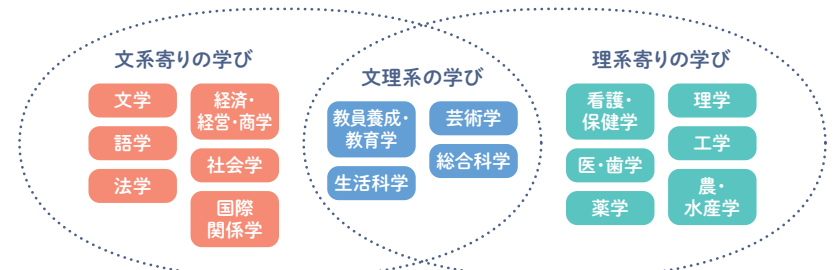 文系寄りの学び
文学
語学
法学
経済・
経営・商学
社会学
国際
関係学
文理系の学び
教員養成・
教育学
生活科学
芸術学
総合科学
理系寄りの学び
看護・
保健学
医・歯学
薬学
理学
工学
農・
水産学